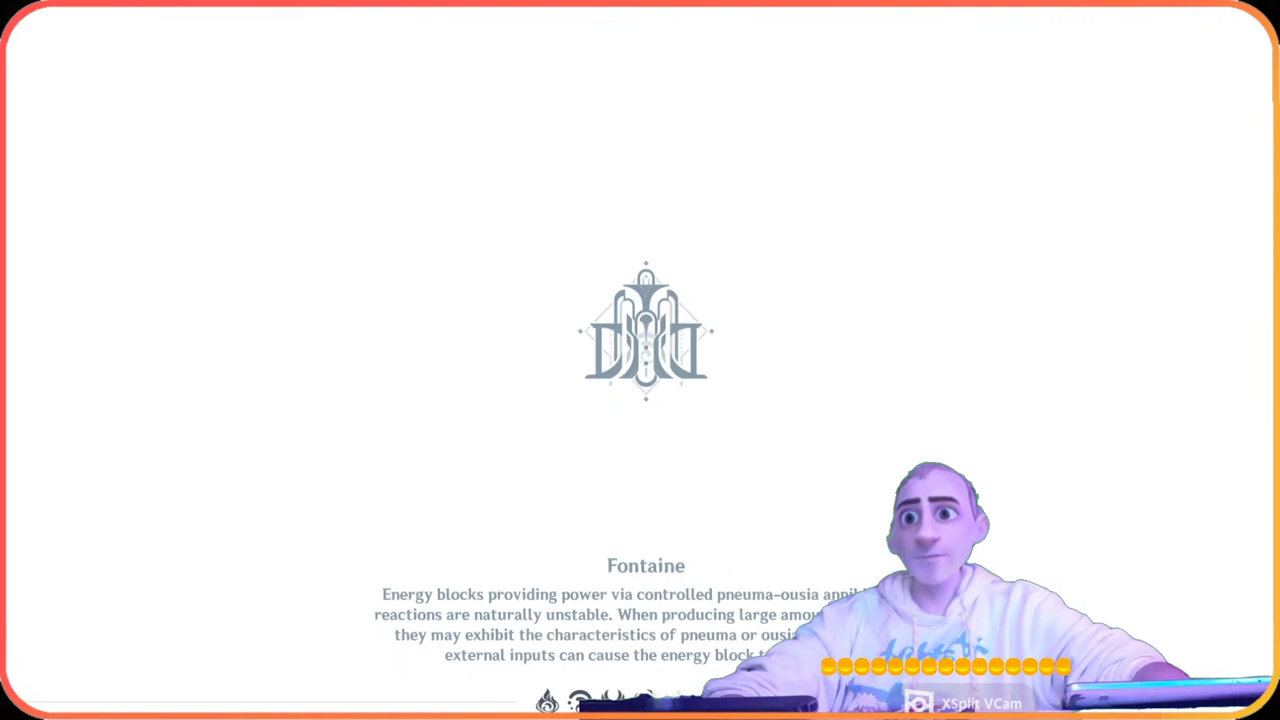 Fontaine
Energy blocks providing power via controlled pneuma-ousia
reactions are naturally unstable. When producing large
they may exhibit the characteristics of pneuma or ousia
external inputs can cause the energy block
XSplit VCam